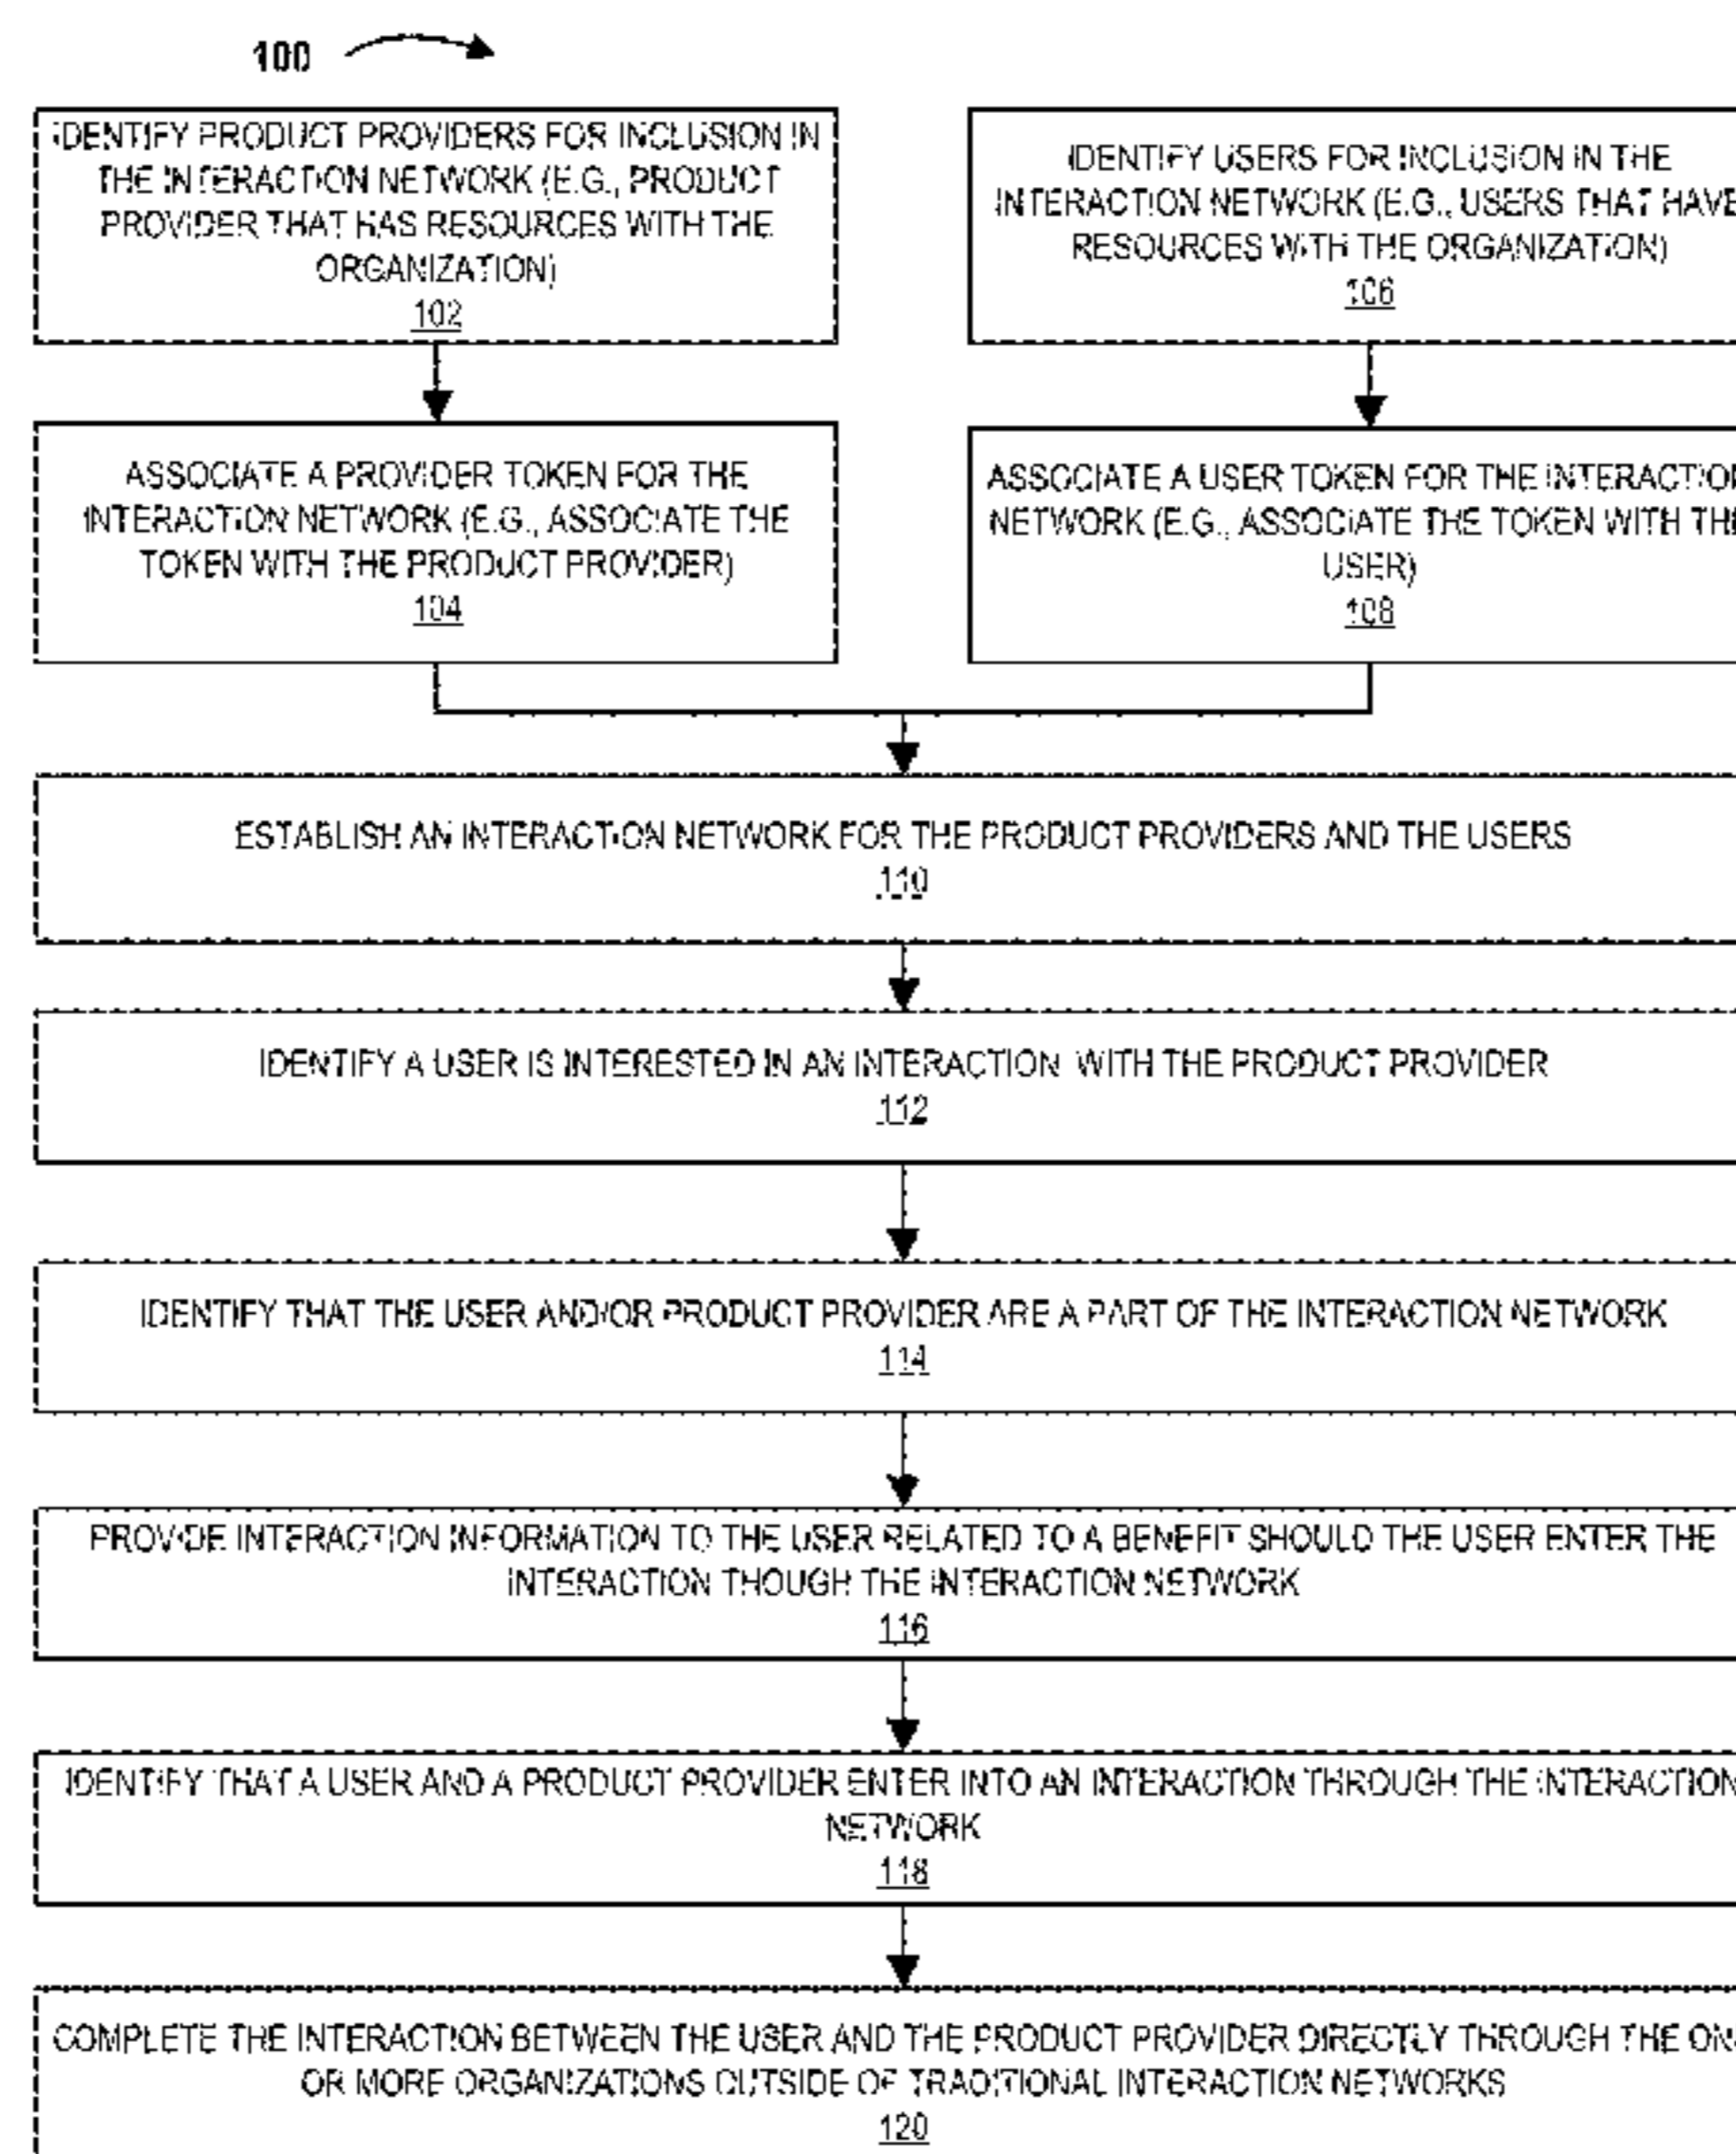 100
IDENTIFY PRODUCT PROVIDERS FOR INCLUSION IN
THE INTERACTION NETWORK (E.G., PRODUCT
PROVIDER THAT HAS RESOURCES WITH THE
ORGANIZATION)
102
IDENTIFY USERS FOR INCLUSION IN THE
INTERACTION NETWORK (E.G., USERS THAT HAVE
RESOURCES WITH THE ORGANIZATION)
106
ASSOCIATE A PROVIDER TOKEN FOR THE
INTERACTION NETWORK (E.G., ASSOCIATE THE
TOKEN WITH THE PRODUCT PROVIDER)
104
ASSOCIATE A USER TOKEN FOR THE INTERACTION
NETWORK (E.G., ASSOCIATE THE TOKEN WITH THE
USER)
108
ESTABLISH AN INTERACTION NETWORK FOR THE PRODUCT PROVIDERS AND THE USERS
110
IDENTIFY A USER IS INTERESTED IN AN INTERACTION WITH THE PRODUCT PROVIDER
112
IDENTIFY THAT THE USER AND/OR PRODUCT PROVIDER ARE A PART OF THE INTERACTION NETWORK
114
PROVIDE INTERACTION INFORMATION TO THE USER RELATED TO A BENEFIT SHOULD THE USER ENTER THE
INTERACTION THOUGH THE INTERACTION NETWORK
116
IDENTIFY THAT A USER AND A PRODUCT PROVIDER ENTER INTO AN INTERACTION THROUGH THE INTERACTION
NETWORK
118
COMPLETE THE INTERACTION BETWEEN THE USER AND THE PRODUCT PROVIDER DIRECTLY THROUGH THE ONE
OR MORE ORGANIZATIONS OUTSIDE OF TRADITIONAL INTERACTION NETWORKS
120